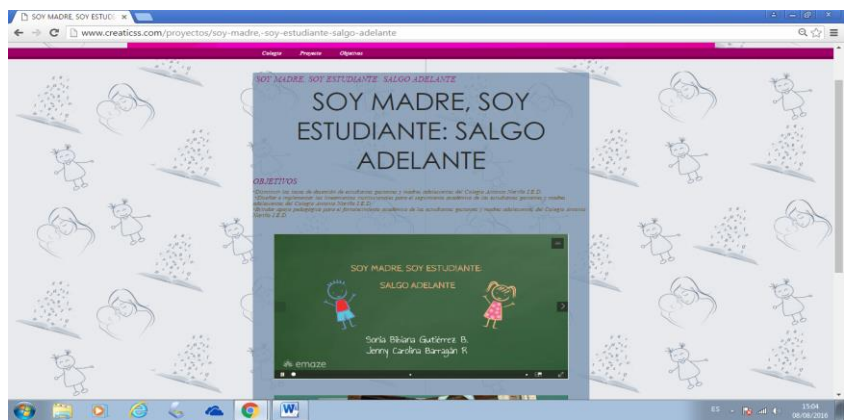 SOY MADRE, SOY ESTUDI
www.creaticss.com/proyectos/soy-madre,-soy-estudiante-salgo-adelante
Colegio Proyecto Objetivos
SOY MADRE, SOY ESTUDIANTE: SALGO ADELANTE
SOY MADRE, SOY
ESTUDIANTE: SALGO
ADELANTE
OBJETIVOS
SOY MADRE, SOY ESTUDIANTE:
SALGO ADELANTE
Sonia Bibiana Gutiérrez B.
Jenny Carolina Barragán R.
emaze
ES
15:04
08/08/2016